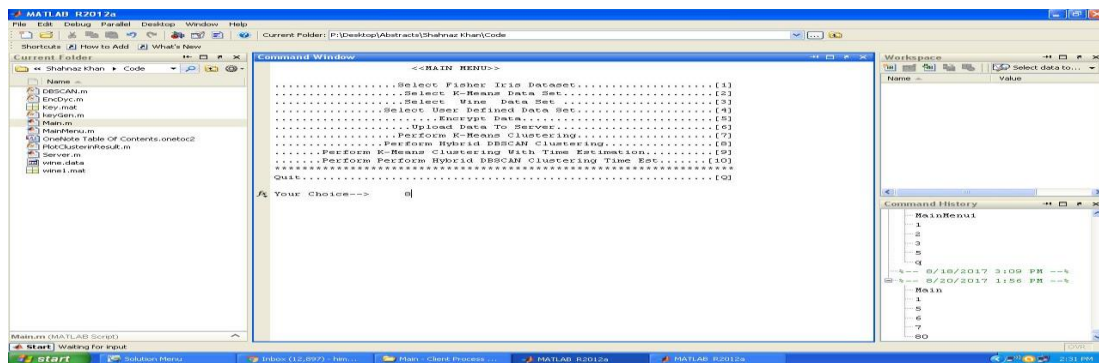 MATLAB R2012a
File Edit Debug Parallel Desktop Window Help
Current Folder: P:\Desktop\Abstracts\Shahnaz Khan\Code
Shortcuts How to Add What's New
Current Folder
« Shahnaz Khan ▸ Code
Name
DBSCAN.m
EncDyc.m
Key.mat
keyGen.m
Main.m
MainMenu.m
OneNote Table Of Contents.onetoc2
PlotClusterinResult.m
Server.m
wine.data
wine1.mat
Main.m (MATLAB Script)
Command Window
<<MAIN MENU>>
..................Select Fisher Iris Dataset....................[1]
...................Select K-Means Data Set.....................[2]
...................Select Wine Data Set .......................[3]
.................Select User Defined Data Set...................[4]
........................Encrypt Data...........................[5]
....................Upload Data To Server......................[6]
..................Perform K-Means Clustering....................[7]
................Perform Hybrid DBSCAN Clustering................[8]
.......Perform K-Means Clustering With Time Estimation..........[9]
.......Perform Perform Hybrid DBSCAN Clustering Time Est.......[10]
******************************************************************
Quit............................................................[Q]
fx Your Choice--> 8
Workspace
Select data to...
Name Value
Command History
MainMenu1
1
2
3
5
q
%-- 8/18/2017 3:09 PM --%
%-- 8/20/2017 1:56 PM --%
Main
1
5
6
7
80
Start Waiting for input
OVR
start
Solution Menu
Inbox (12,897) - him...
Main - Client Process ...
MATLAB R2012a
MATLAB R2012a
2:31 PM